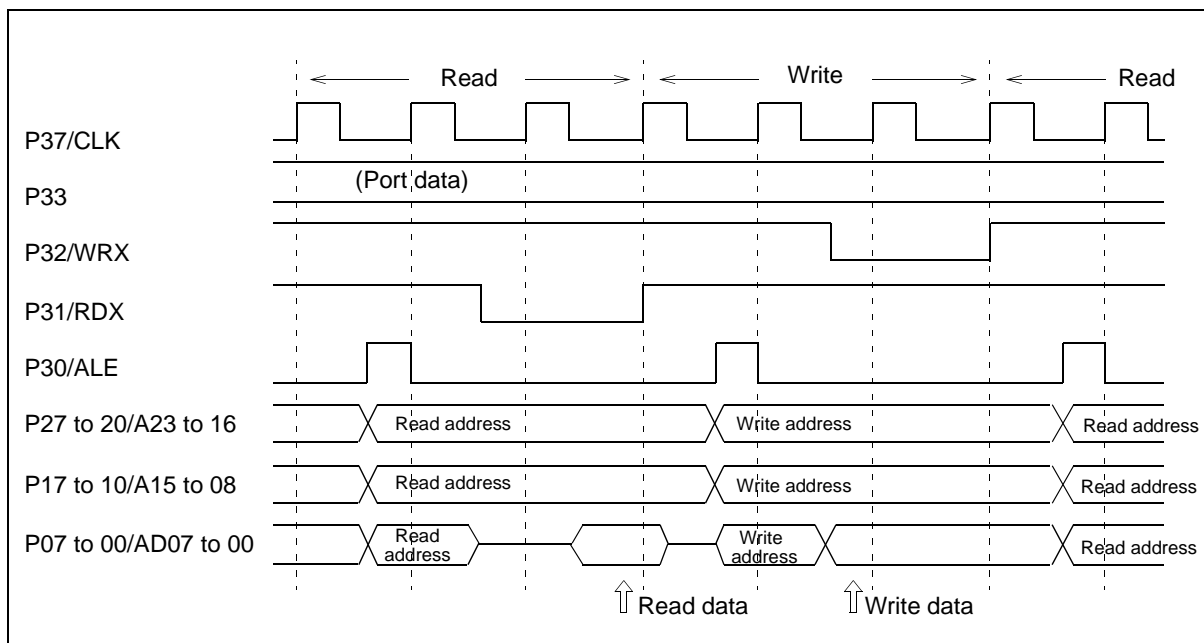 Read Write Read
P37/CLK
(Port data)
P33
P32/WRX
P31/RDX
P30/ALE
P27 to 20/A23 to 16 Read address Write address Read address
P17 to 10/A15 to 08 Read address Write address Read address
P07 to 00/AD07 to 00 Read address Write address Read address
Read data Write data